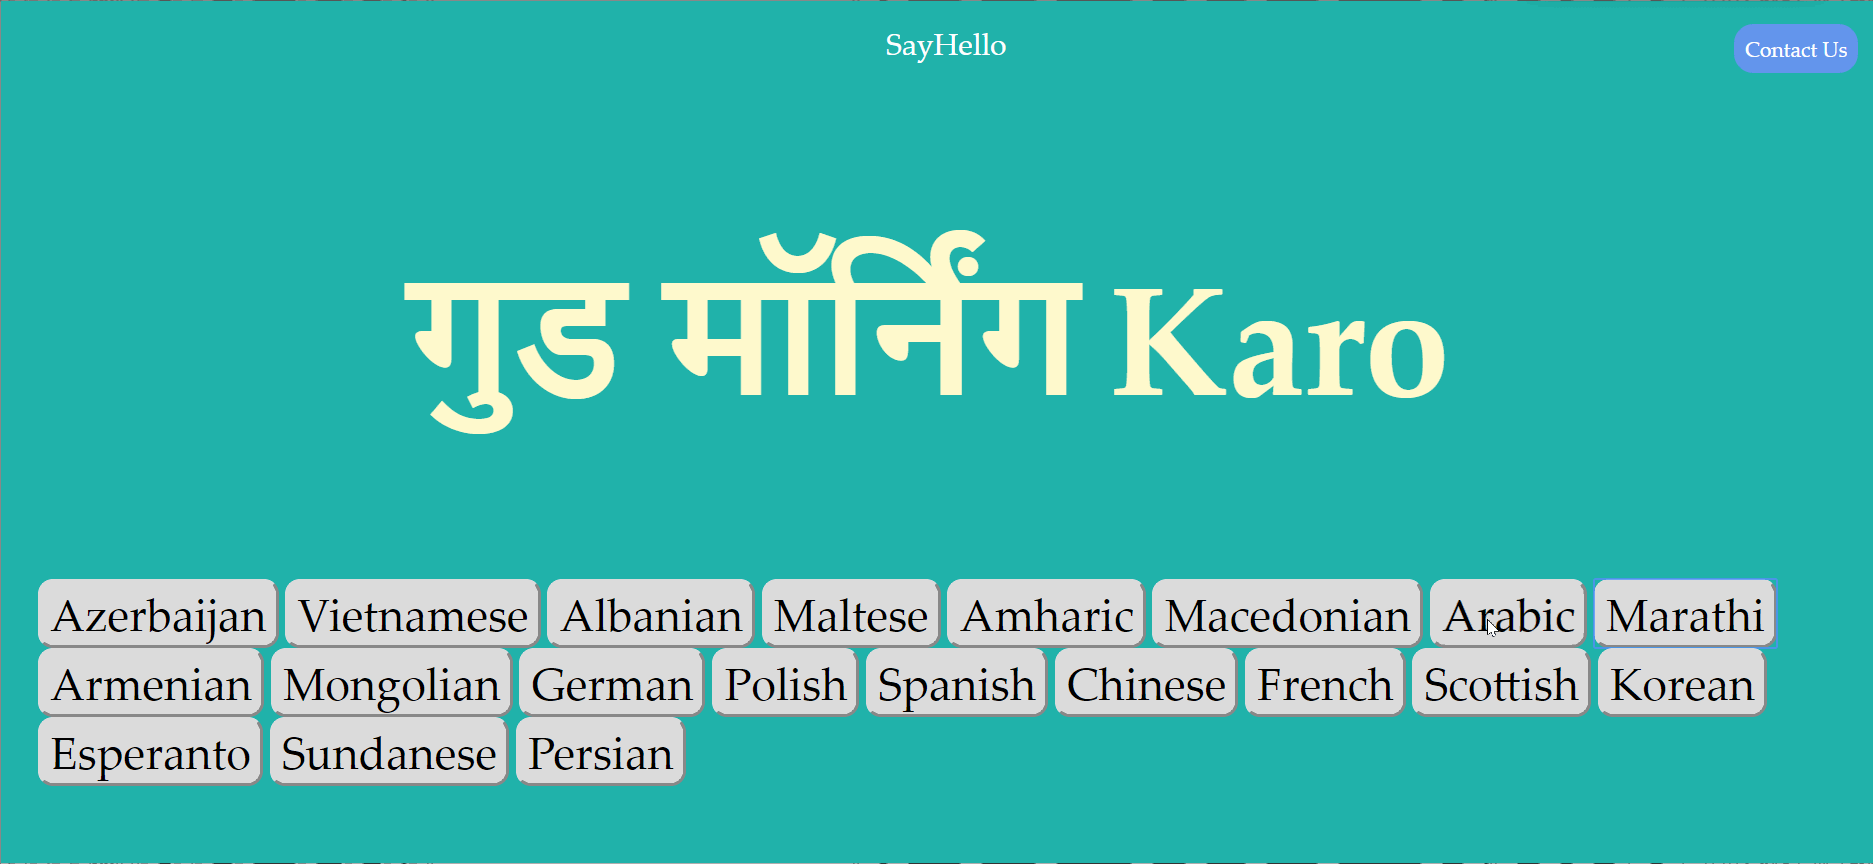 SayHello
Contact Us
गुड मॉर्निंग Karo
Azerbaijan Vietnamese Albanian Maltese Amharic Macedonian Arabic Marathi
Armenian Mongolian German Polish Spanish Chinese French Scottish Korean
Esperanto Sundanese Persian